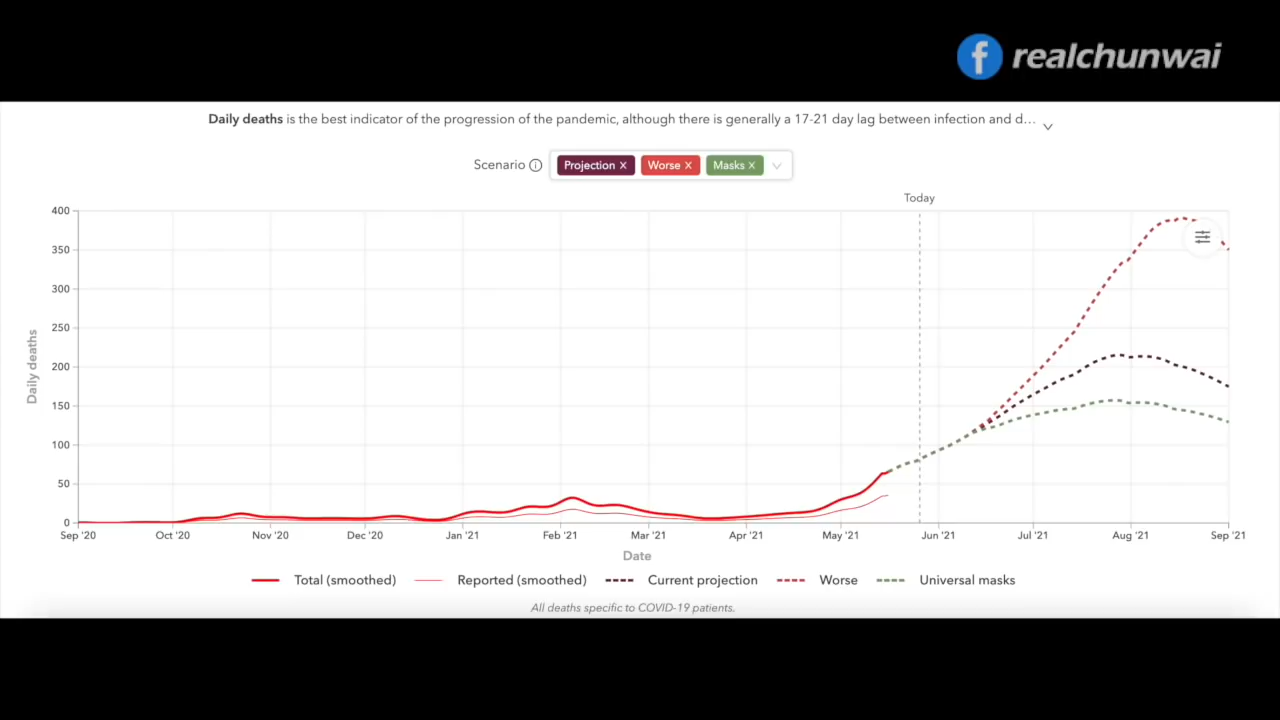 realchunwai
Daily deaths is the best indicator of the progression of the pandemic, although there is generally a 17-21 day lag between infection and d...
Scenario
Projection X
Worse X
Masks X
Today
400
350
300
250
200
150
100
50
0
Daily deaths
Sep '20
Oct '20
Nov '20
Dec '20
Jan '21
Feb '21
Mar '21
Apr '21
May '21
Jun '21
Jul '21
Aug '21
Sep '21
Date
Total (smoothed)
Reported (smoothed)
Current projection
Worse
Universal masks
All deaths specific to COVID-19 patients.